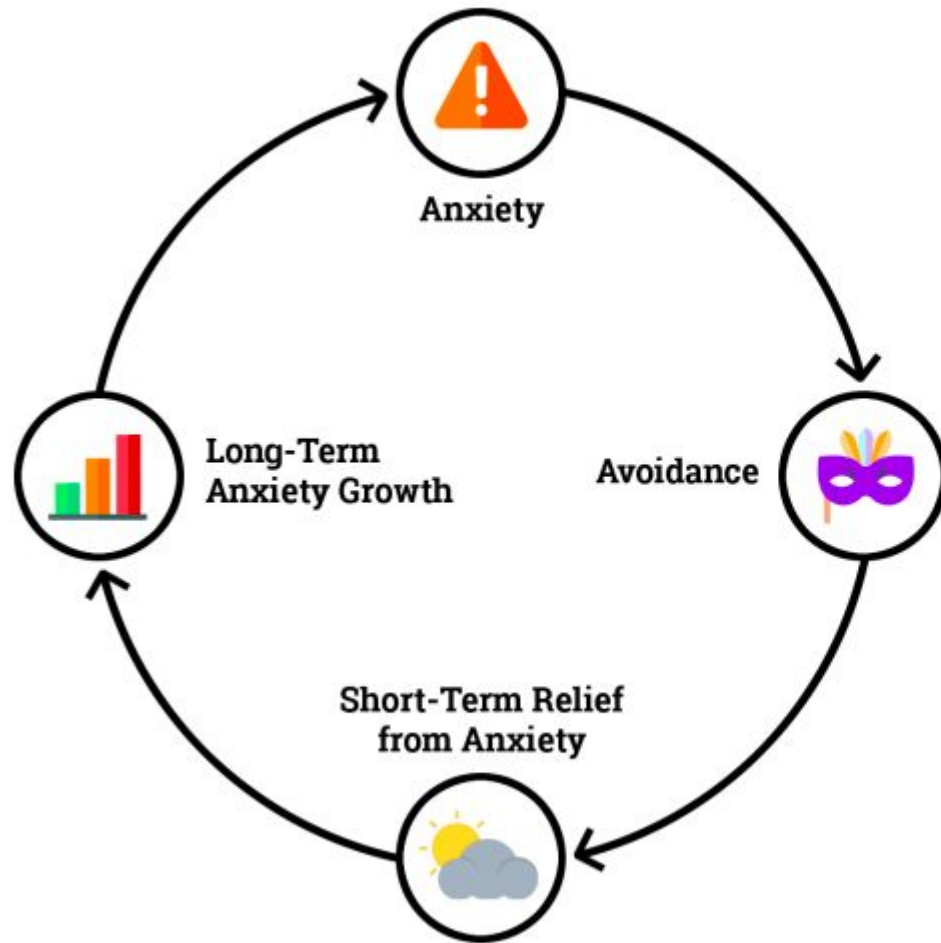 Anxiety
Avoidance
Short-Term Relief
from Anxiety
Long-Term
Anxiety Growth